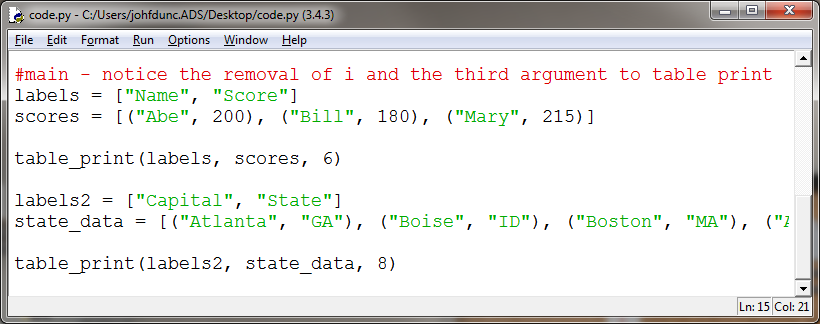 code.py - C:/Users/johfdunc.ADS/Desktop/code.py (3.4.3)
File Edit Format Run Options Window Help
#main - notice the removal of i and the third argument to table print
labels = ["Name", "Score"]
scores = [("Abe", 200), ("Bill", 180), ("Mary", 215)]
table_print(labels, scores, 6)
labels2 = ["Capital", "State"]
state_data = [("Atlanta", "GA"), ("Boise", "ID"), ("Boston", "MA"), ("A
table_print(labels2, state_data, 8)
Ln: 15 Col: 21